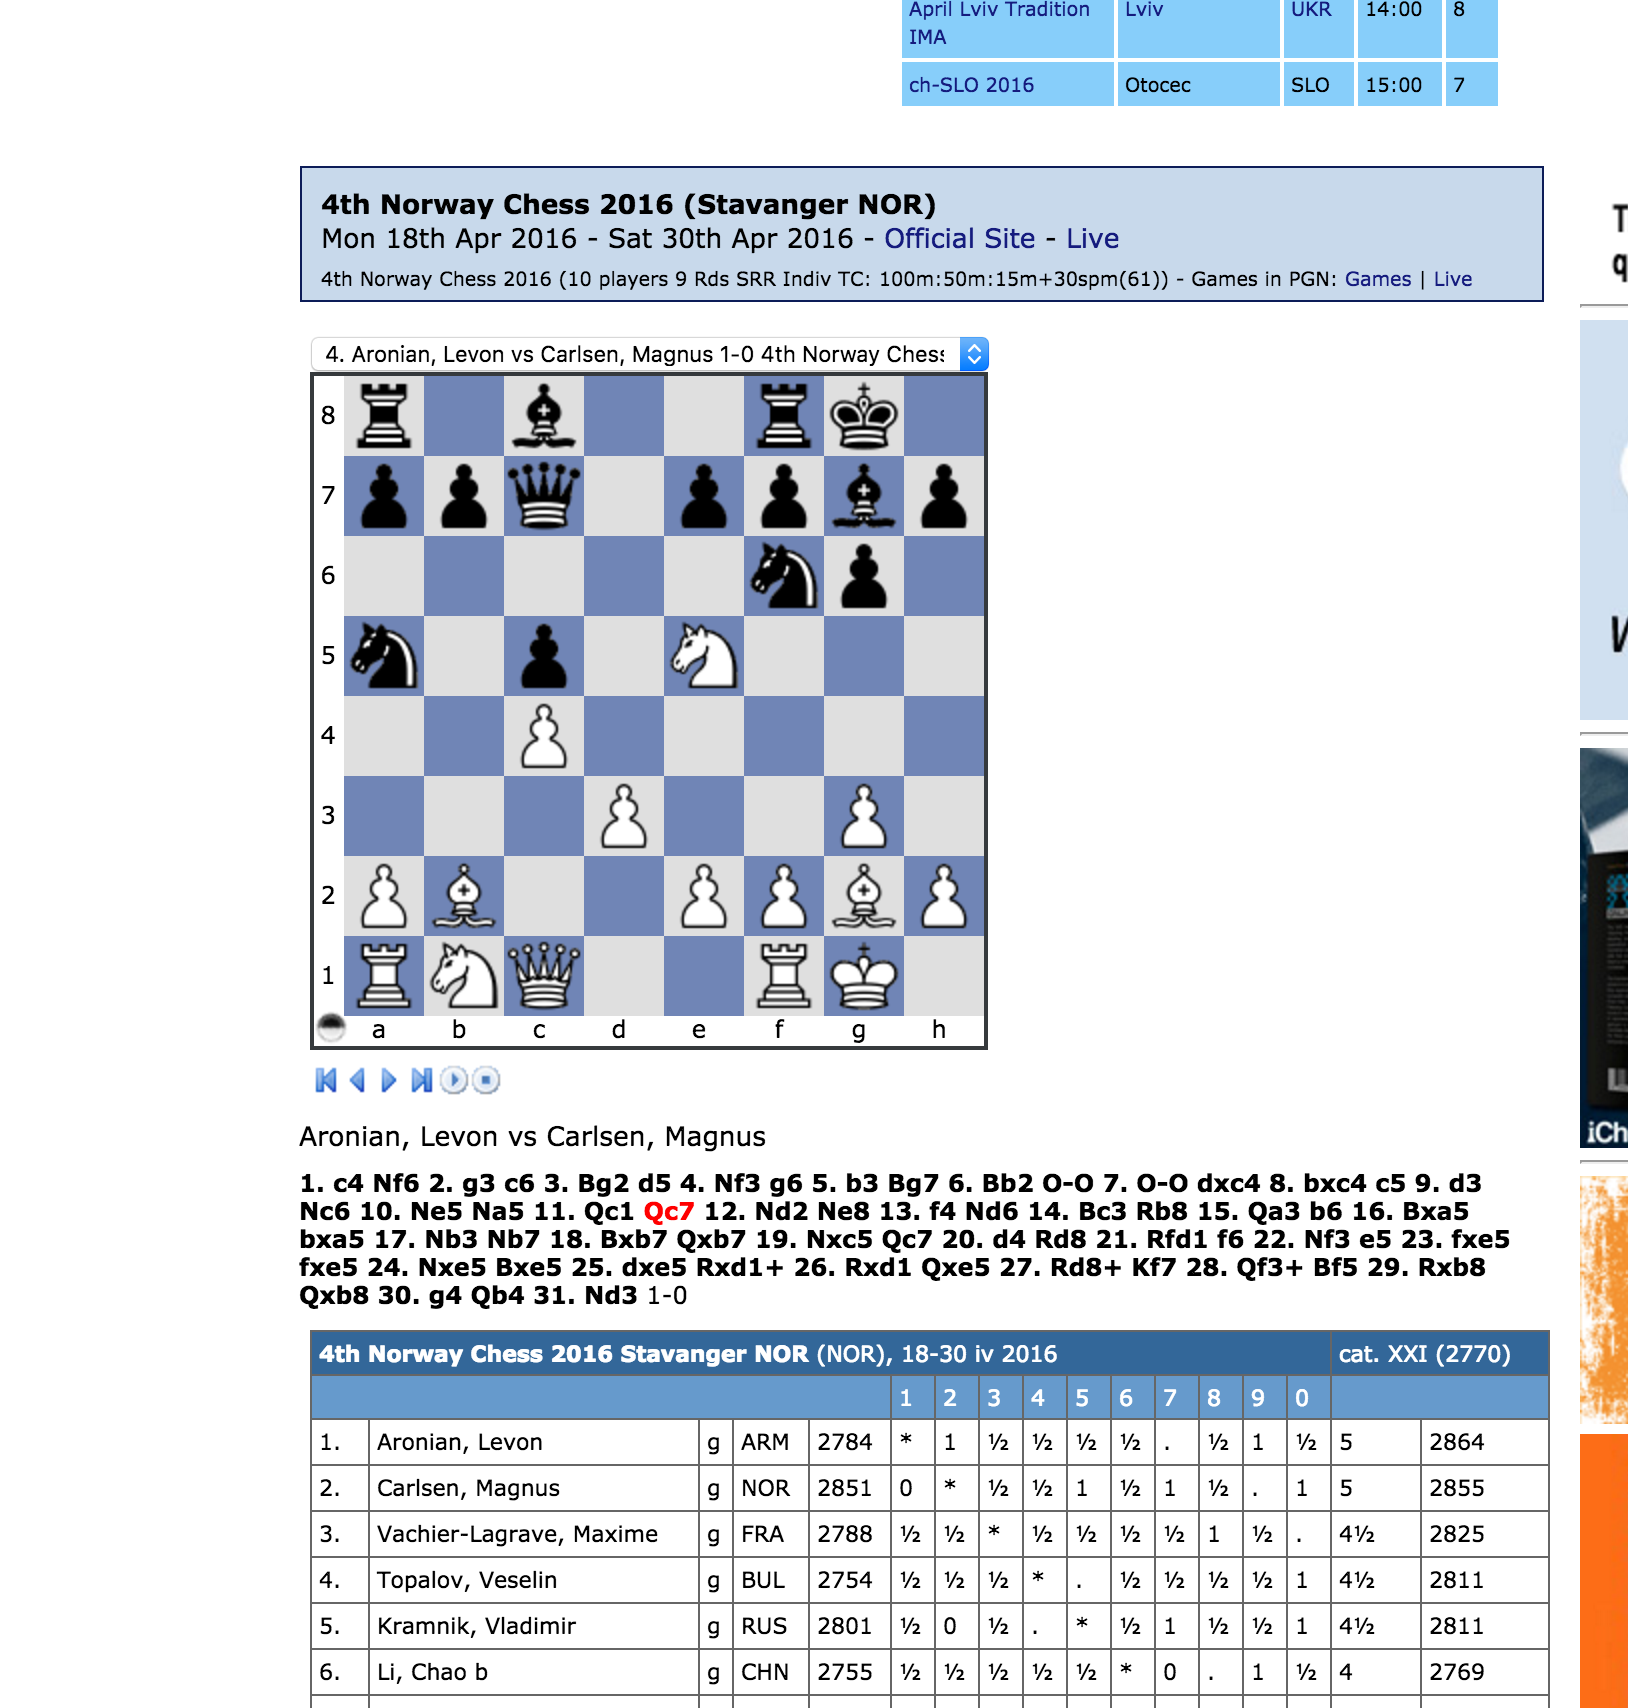 April Lviv Tradition IMA Lviv UKR 14:00 8
ch-SLO 2016 Otocec SLO 15:00 7
4th Norway Chess 2016 (Stavanger NOR)
Mon 18th Apr 2016 - Sat 30th Apr 2016 - Official Site - Live
4th Norway Chess 2016 (10 players 9 Rds SRR Indiv TC: 100m:50m:15m+30spm(61)) - Games in PGN: Games | Live
4. Aronian, Levon vs Carlsen, Magnus 1-0 4th Norway Chess
8
7
6
5
4
3
2
1
a b c d e f g h
Aronian, Levon vs Carlsen, Magnus
1. c4 Nf6 2. g3 c6 3. Bg2 d5 4. Nf3 g6 5. b3 Bg7 6. Bb2 O-O 7. O-O dxc4 8. bxc4 c5 9. d3
Nc6 10. Ne5 Na5 11. Qc1 Qc7 12. Nd2 Ne8 13. f4 Nd6 14. Bc3 Rb8 15. Qa3 b6 16. Bxa5
bxa5 17. Nb3 Nb7 18. Bxb7 Qxb7 19. Nxc5 Qc7 20. d4 Rd8 21. Rfd1 f6 22. Nf3 e5 23. fxe5
fxe5 24. Nxe5 Bxe5 25. dxe5 Rxd1+ 26. Rxd1 Qxe5 27. Rd8+ Kf7 28. Qf3+ Bf5 29. Rxb8
Qxb8 30. g4 Qb4 31. Nd3 1-0
4th Norway Chess 2016 Stavanger NOR (NOR), 18-30 iv 2016 cat. XXI (2770)
1 2 3 4 5 6 7 8 9 0
1. Aronian, Levon g ARM 2784 * 1 ½ ½ ½ ½ . ½ 1 ½ 5 2864
2. Carlsen, Magnus g NOR 2851 0 * ½ ½ 1 ½ 1 ½ . 1 5 2855
3. Vachier-Lagrave, Maxime g FRA 2788 ½ ½ * ½ ½ ½ ½ 1 ½ . 4½ 2825
4. Topalov, Veselin g BUL 2754 ½ ½ ½ * . ½ ½ ½ ½ 1 4½ 2811
5. Kramnik, Vladimir g RUS 2801 ½ 0 ½ . * ½ 1 ½ ½ 1 4½ 2811
6. Li, Chao b g CHN 2755 ½ ½ ½ ½ ½ * 0 . 1 ½ 4 2769
iCh